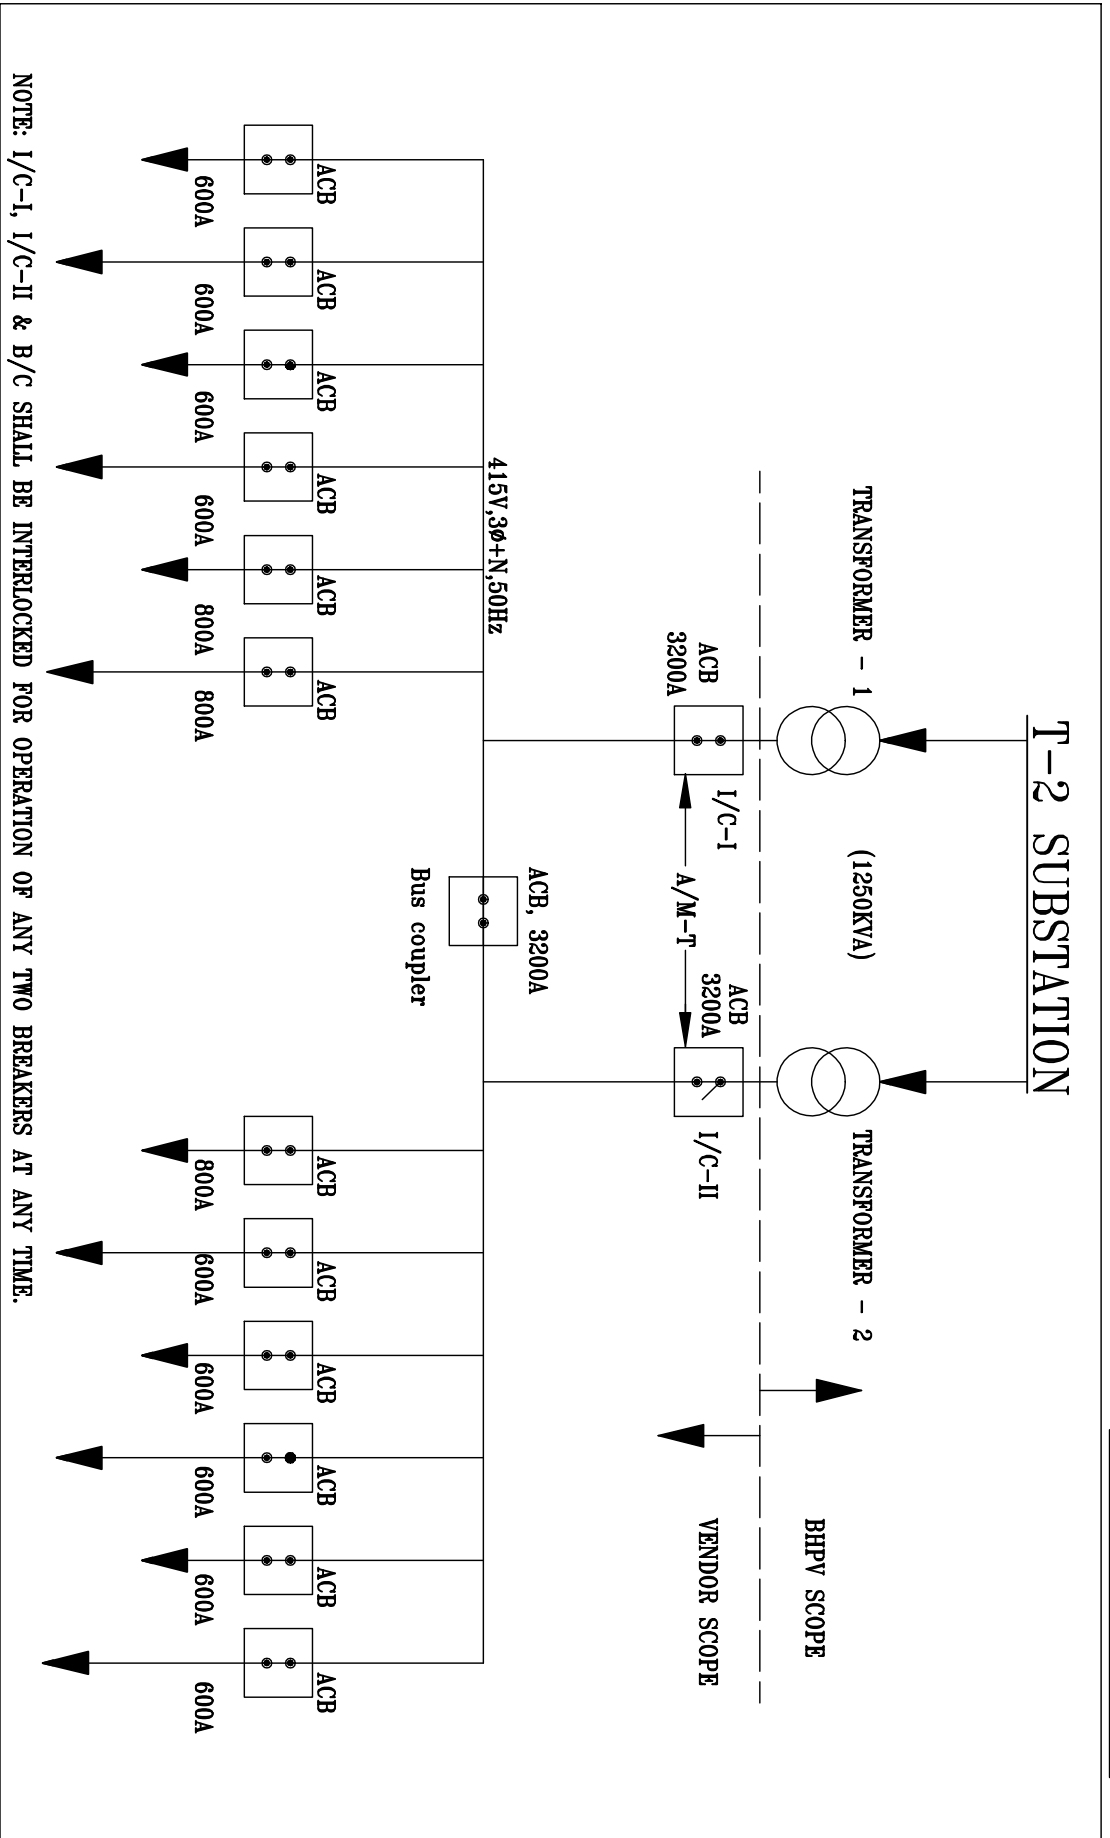 T-2 SUBSTATION
TRANSFORMER - 1
(1250KVA)
TRANSFORMER - 2
BHPV SCOPE
VENDOR SCOPE
ACB
3200A
I/C-I
A/M-T
ACB
3200A
I/C-II
415V,3ø+N,50Hz
ACB, 3200A
Bus coupler
ACB
ACB
ACB
ACB
ACB
ACB
ACB
ACB
ACB
ACB
ACB
ACB
600A
600A
600A
600A
800A
800A
800A
600A
600A
600A
600A
600A
NOTE: I/C-I, I/C-II & B/C SHALL BE INTERLOCKED FOR OPERATION OF ANY TWO BREAKERS AT ANY TIME.